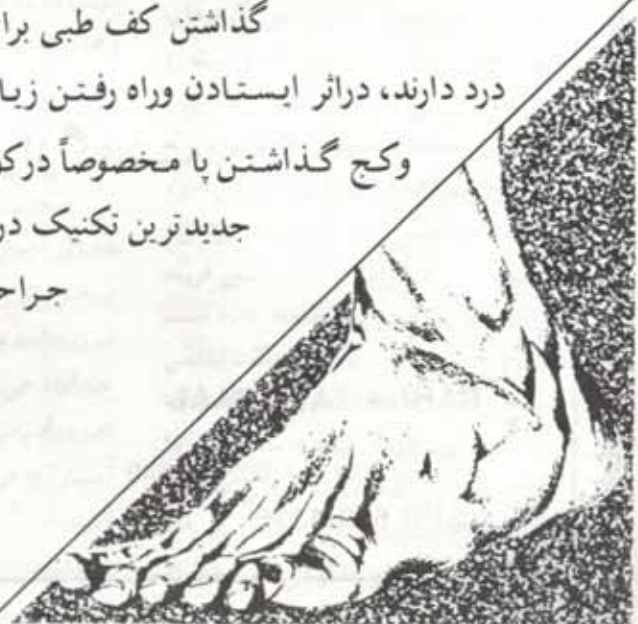 گذاشتن کف طبی برا
درد دارند، دراثر ایستادن وراه رفتن زیا
وکج گذاشتن پا مخصوصاً درکو
جدیدترین تکنیک در
جراح